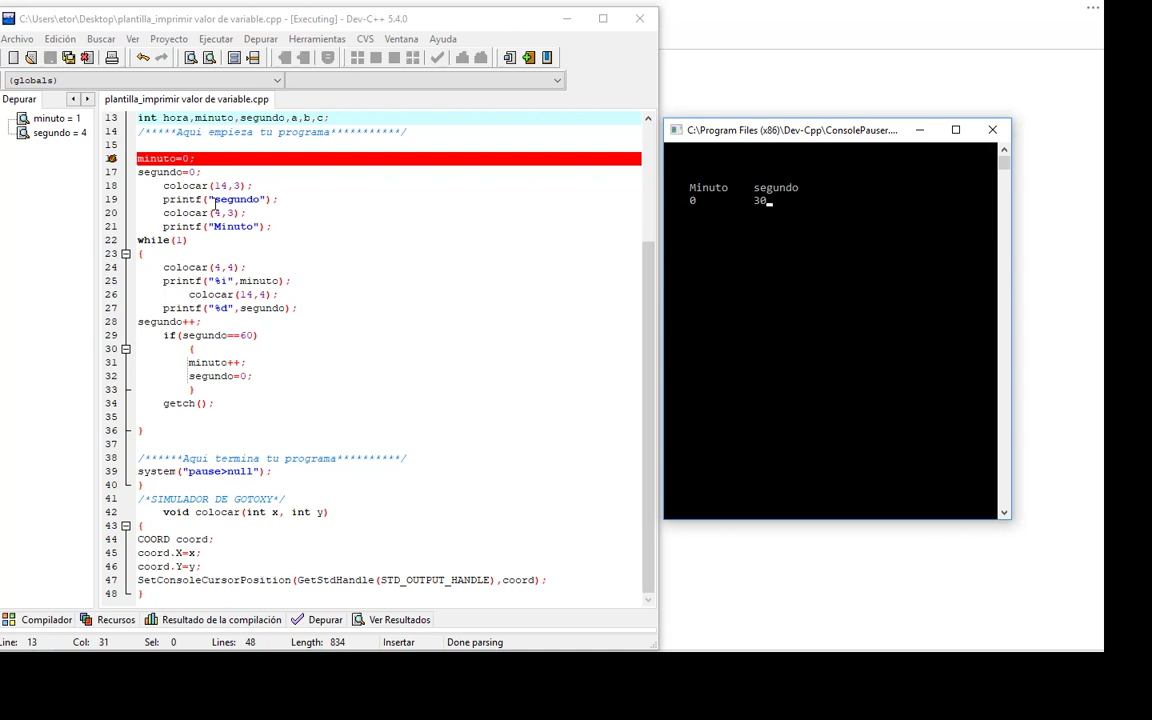 C:\Users\etor\Desktop\plantilla_imprimir valor de variable.cpp - [Executing] - Dev-C++ 5.4.0
Archivo Edición Buscar Ver Proyecto Ejecutar Depurar Herramientas CVS Ventana Ayuda
(globals)
Depurar
plantilla_imprimir valor de variable.cpp
minuto = 1
segundo = 4
13 int hora,minuto,segundo,a,b,c;
14 /*****Aqui empieza tu programa***********/
15
minuto=0;
17 segundo=0;
18 colocar(14,3);
19 printf("segundo");
20 colocar(4,3);
21 printf("Minuto");
22 while(1)
23 {
24 colocar(4,4);
25 printf("%i",minuto);
26 colocar(14,4);
27 printf("%d",segundo);
28 segundo++;
29 if(segundo==60)
30 {
31 minuto++;
32 segundo=0;
33 }
34 getch();
35
36 }
37
38 /******Aqui termina tu programa**********/
39 system("pause>null");
40 }
41 /*SIMULADOR DE GOTOXY*/
42 void colocar(int x, int y)
43 {
44 COORD coord;
45 coord.X=x;
46 coord.Y=y;
47 SetConsoleCursorPosition(GetStdHandle(STD_OUTPUT_HANDLE),coord);
48 }
Compilador Recursos Resultado de la compilación Depurar Ver Resultados
Line: 13 Col: 31 Sel: 0 Lines: 48 Length: 834 Insertar Done parsing
C:\Program Files (x86)\Dev-Cpp\ConsolePauser....
Minuto segundo
0 30